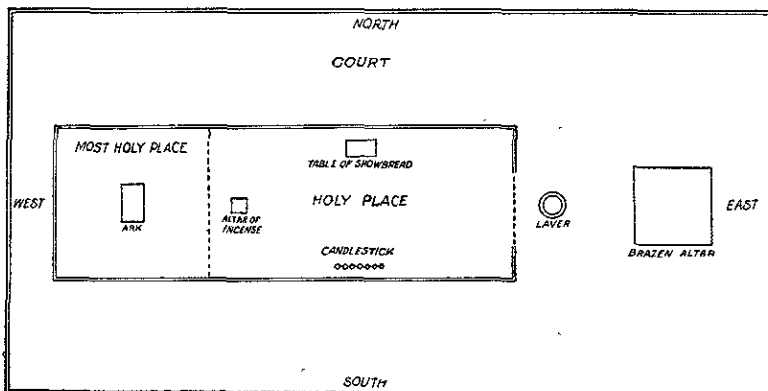 NORTH
COURT
MOST HOLY PLACE
TABLE OF SHOWBREAD
WEST
HOLY PLACE
EAST
ARK
ALTAR OF
INCENSE
LAVER
CANDLESTICK
BRAZEN ALTAR
SOUTH